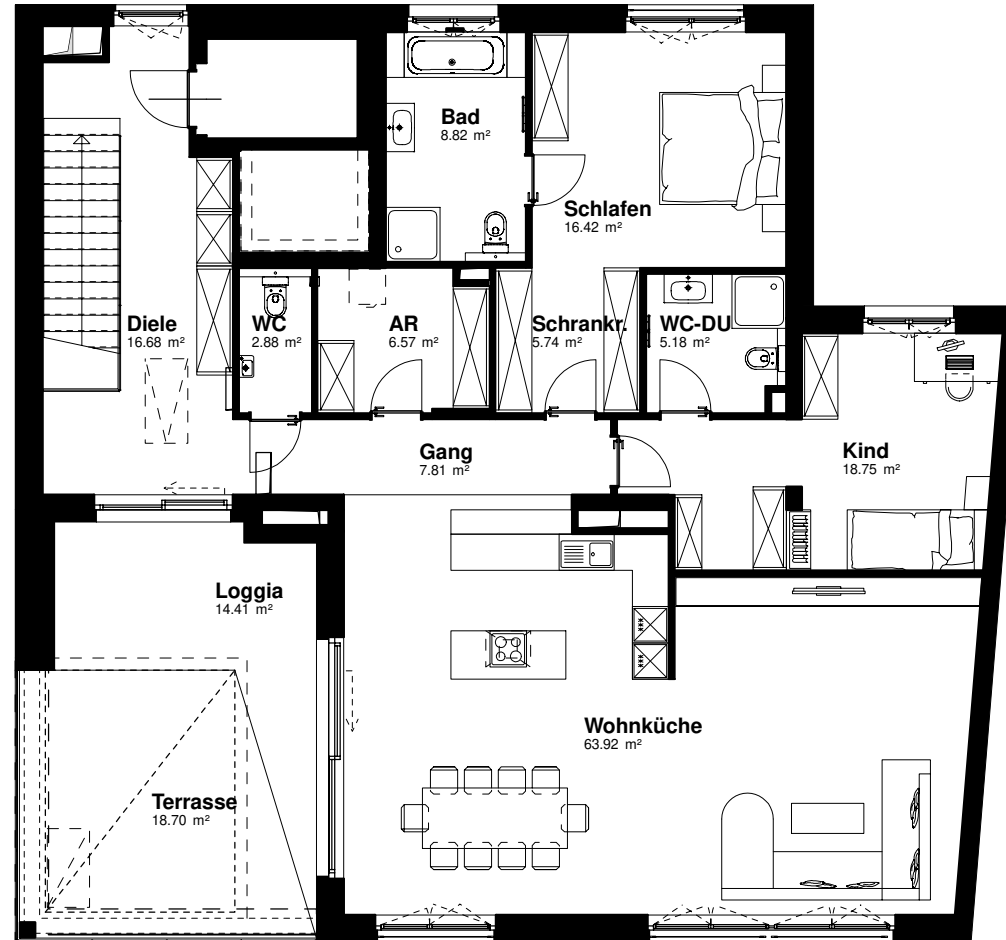 Bad
8.82 m²
Schlafen
16.42 m²
Diele
16.68 m²
WC
2.88 m²
AR
6.57 m²
Schrankr.
5.74 m²
WC-DU
5.18 m²
Gang
7.81 m²
Kind
18.75 m²
Loggia
14.41 m²
Wohnküche
63.92 m²
Terrasse
18.70 m²